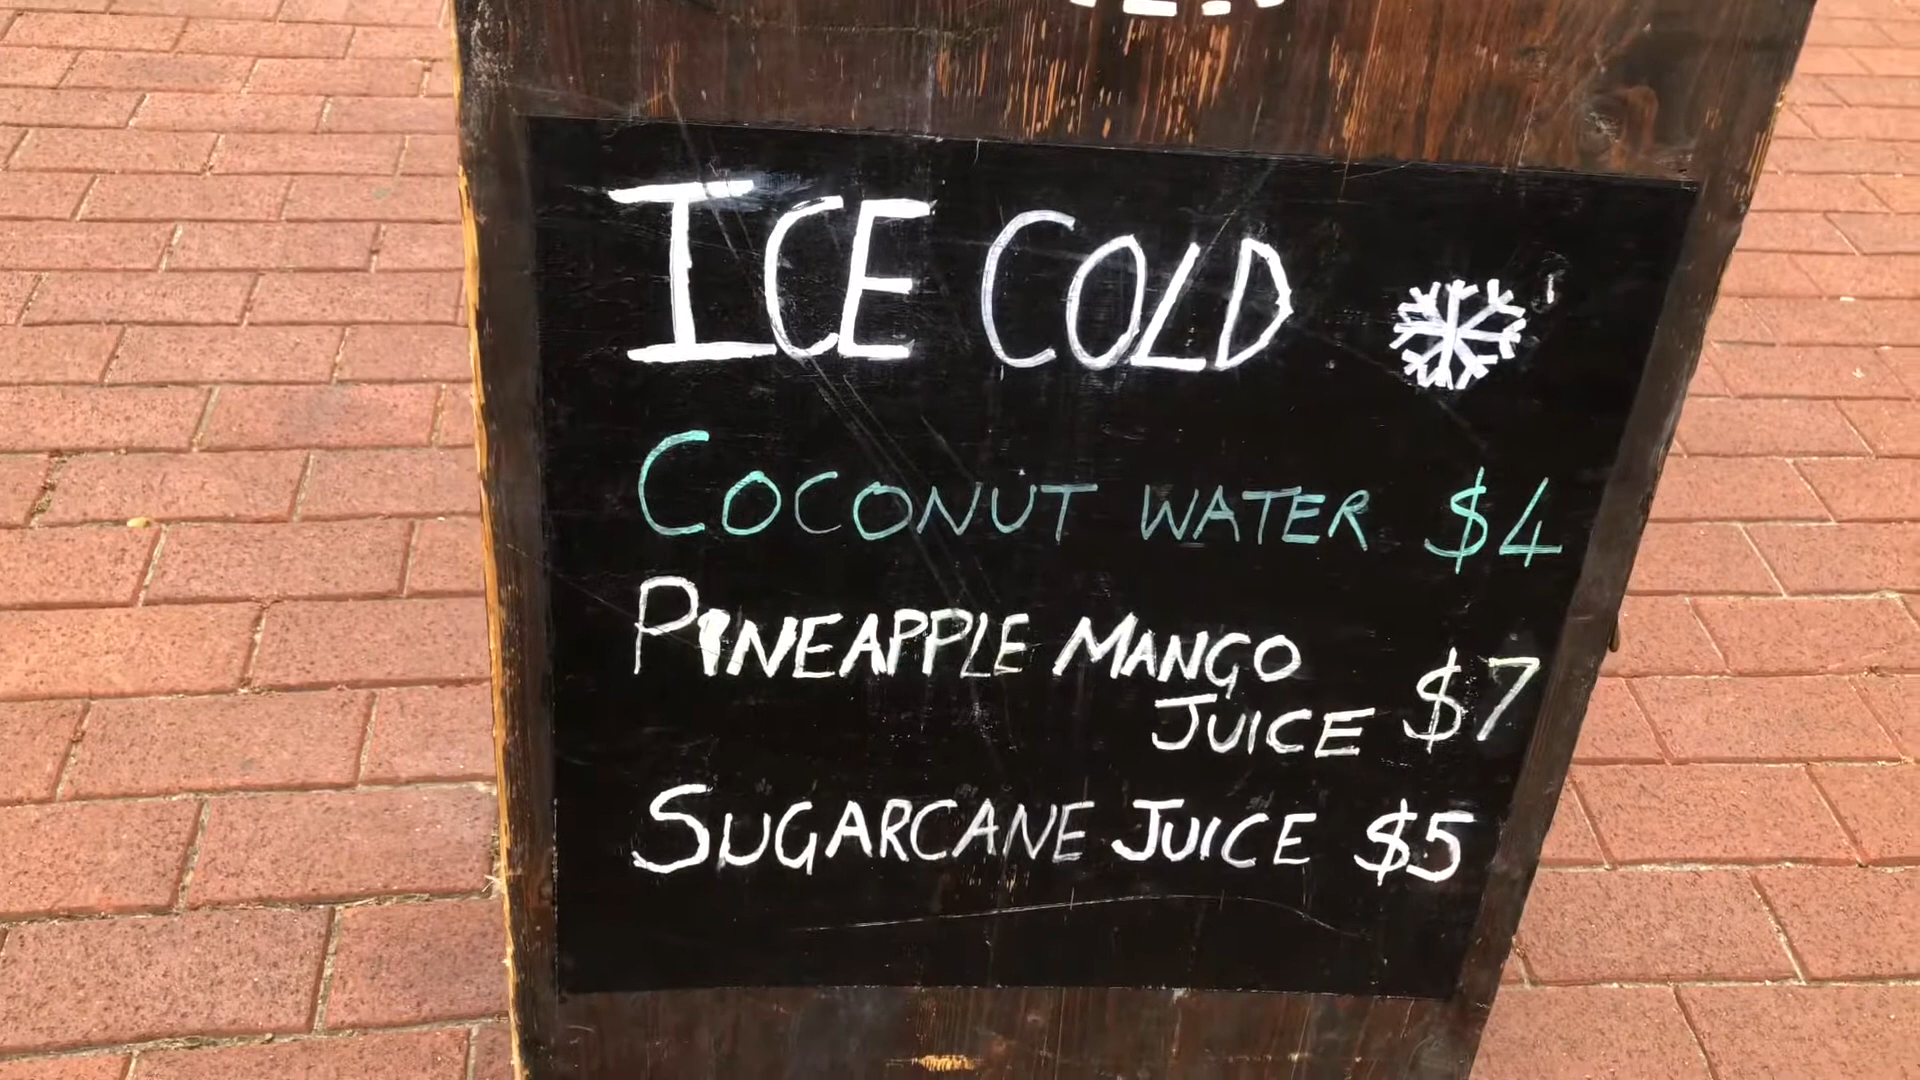 ICE COLD
COCONUT WATER $4
PINEAPPLE MANGO
JUICE $7
SUGARCANE JUICE $5